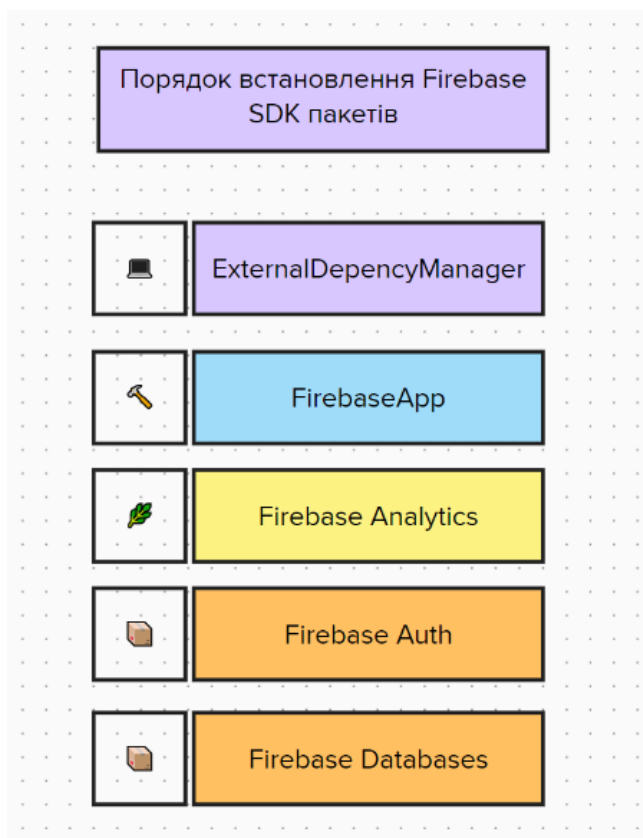 Порядок встановлення Firebase
SDK пакетів
ExternalDepencyManager
FirebaseApp
Firebase Analytics
Firebase Auth
Firebase Databases